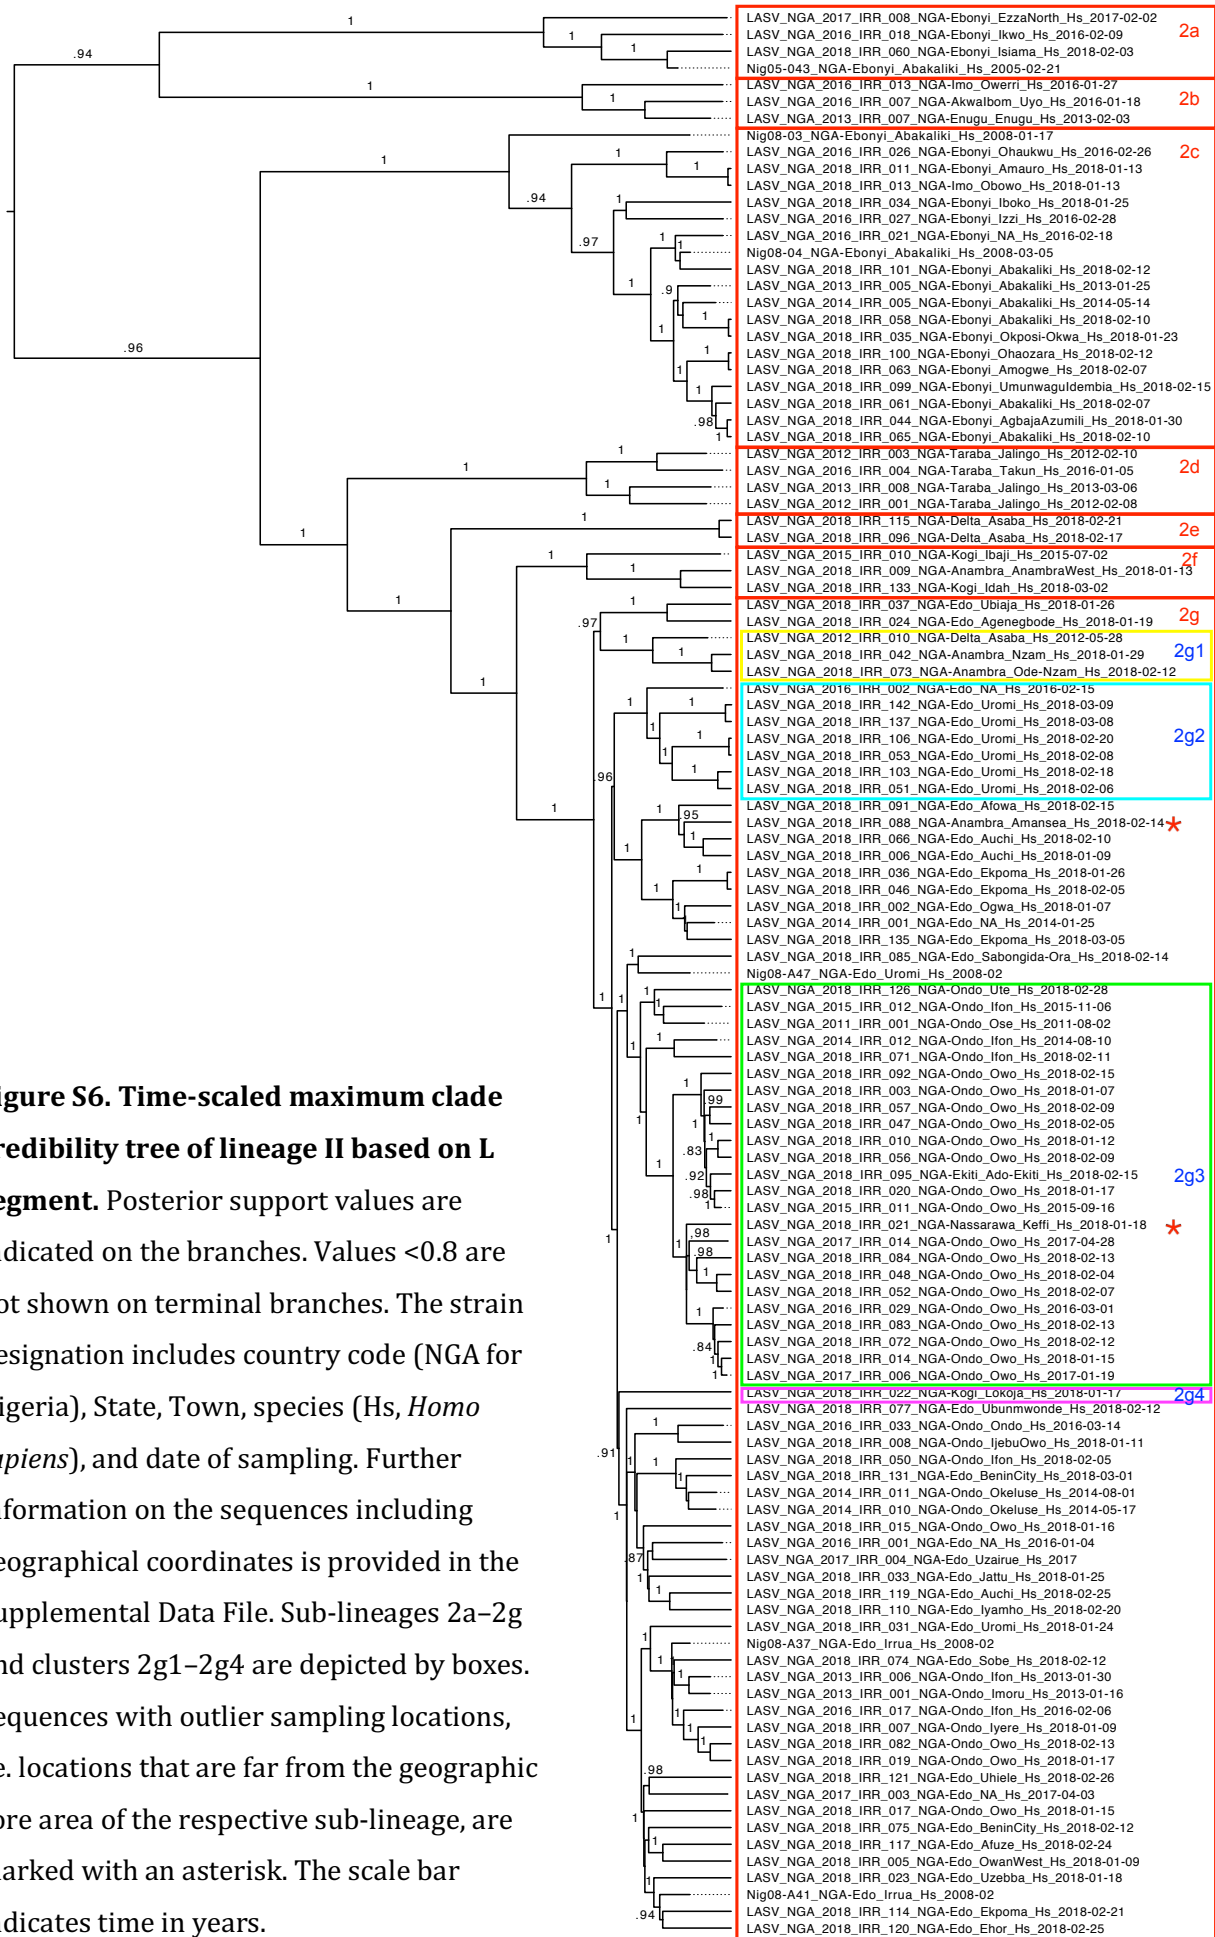 LASV_NGA_2017_IRR_008_NGA-Ebonyi_EzzaNorth_Hs_2017-02-02
LASV_NGA_2016_IRR_018_NGA-Ebonyi_Ikwo_Hs_2016-02-09
LASV_NGA_2018_IRR_060_NGA-Ebonyi_Isiama_Hs_2018-02-03
Nig05-043_NGA-Ebonyi_Abakaliki_Hs_2005-02-21
2a
LASV_NGA_2016_IRR_013_NGA-Imo_Owerri_Hs_2016-01-27
LASV_NGA_2016_IRR_007_NGA-AkwaIbom_Uyo_Hs_2016-01-18
LASV_NGA_2013_IRR_007_NGA-Enugu_Enugu_Hs_2013-02-03
2b
Nig08-03_NGA-Ebonyi_Abakaliki_Hs_2008-01-17
LASV_NGA_2016_IRR_026_NGA-Ebonyi_Ohaukwu_Hs_2016-02-26
LASV_NGA_2018_IRR_011_NGA-Ebonyi_Amauro_Hs_2018-01-13
LASV_NGA_2018_IRR_013_NGA-Imo_Obowo_Hs_2018-01-13
LASV_NGA_2018_IRR_034_NGA-Ebonyi_Iboko_Hs_2018-01-25
LASV_NGA_2016_IRR_027_NGA-Ebonyi_Izzi_Hs_2016-02-28
LASV_NGA_2016_IRR_021_NGA-Ebonyi_NA_Hs_2016-02-18
Nig08-04_NGA-Ebonyi_Abakaliki_Hs_2008-03-05
LASV_NGA_2018_IRR_101_NGA-Ebonyi_Abakaliki_Hs_2018-02-12
LASV_NGA_2013_IRR_005_NGA-Ebonyi_Abakaliki_Hs_2013-01-25
LASV_NGA_2014_IRR_005_NGA-Ebonyi_Abakaliki_Hs_2014-05-14
LASV_NGA_2018_IRR_058_NGA-Ebonyi_Abakaliki_Hs_2018-02-10
LASV_NGA_2018_IRR_035_NGA-Ebonyi_Okposi-Okwa_Hs_2018-01-23
LASV_NGA_2018_IRR_100_NGA-Ebonyi_Ohaozara_Hs_2018-02-12
LASV_NGA_2018_IRR_063_NGA-Ebonyi_Amogwe_Hs_2018-02-07
LASV_NGA_2018_IRR_099_NGA-Ebonyi_UmunwaguIdembia_Hs_2018-02-15
LASV_NGA_2018_IRR_061_NGA-Ebonyi_Abakaliki_Hs_2018-02-07
LASV_NGA_2018_IRR_044_NGA-Ebonyi_AgbajaAzumili_Hs_2018-01-30
LASV_NGA_2018_IRR_065_NGA-Ebonyi_Abakaliki_Hs_2018-02-10
2c
LASV_NGA_2012_IRR_003_NGA-Taraba_Jalingo_Hs_2012-02-10
LASV_NGA_2016_IRR_004_NGA-Taraba_Takun_Hs_2016-01-05
LASV_NGA_2013_IRR_008_NGA-Taraba_Jalingo_Hs_2013-03-06
LASV_NGA_2012_IRR_001_NGA-Taraba_Jalingo_Hs_2012-02-08
2d
LASV_NGA_2018_IRR_115_NGA-Delta_Asaba_Hs_2018-02-21
LASV_NGA_2018_IRR_096_NGA-Delta_Asaba_Hs_2018-02-17
2e
LASV_NGA_2015_IRR_010_NGA-Kogi_Ibaji_Hs_2015-07-02
LASV_NGA_2018_IRR_009_NGA-Anambra_AnambraWest_Hs_2018-01-13
LASV_NGA_2018_IRR_133_NGA-Kogi_Idah_Hs_2018-03-02
2f
LASV_NGA_2018_IRR_037_NGA-Edo_Ubiaja_Hs_2018-01-26
LASV_NGA_2018_IRR_024_NGA-Edo_Agenegbode_Hs_2018-01-19
2g
LASV_NGA_2012_IRR_010_NGA-Delta_Asaba_Hs_2012-05-28
LASV_NGA_2018_IRR_042_NGA-Anambra_Nzam_Hs_2018-01-29
LASV_NGA_2018_IRR_073_NGA-Anambra_Ode-Nzam_Hs_2018-02-12
2g1
LASV_NGA_2016_IRR_002_NGA-Edo_NA_Hs_2016-02-15
LASV_NGA_2018_IRR_142_NGA-Edo_Uromi_Hs_2018-03-09
LASV_NGA_2018_IRR_137_NGA-Edo_Uromi_Hs_2018-03-08
LASV_NGA_2018_IRR_106_NGA-Edo_Uromi_Hs_2018-02-20
LASV_NGA_2018_IRR_053_NGA-Edo_Uromi_Hs_2018-02-08
LASV_NGA_2018_IRR_103_NGA-Edo_Uromi_Hs_2018-02-18
LASV_NGA_2018_IRR_051_NGA-Edo_Uromi_Hs_2018-02-06
2g2
LASV_NGA_2018_IRR_091_NGA-Edo_Afowa_Hs_2018-02-15
LASV_NGA_2018_IRR_088_NGA-Anambra_Amansea_Hs_2018-02-14*
LASV_NGA_2018_IRR_066_NGA-Edo_Auchi_Hs_2018-02-10
LASV_NGA_2018_IRR_006_NGA-Edo_Auchi_Hs_2018-01-09
LASV_NGA_2018_IRR_036_NGA-Edo_Ekpoma_Hs_2018-01-26
LASV_NGA_2018_IRR_046_NGA-Edo_Ekpoma_Hs_2018-02-05
LASV_NGA_2018_IRR_002_NGA-Edo_Ogwa_Hs_2018-01-07
LASV_NGA_2014_IRR_001_NGA-Edo_NA_Hs_2014-01-25
LASV_NGA_2018_IRR_135_NGA-Edo_Ekpoma_Hs_2018-03-05
LASV_NGA_2018_IRR_085_NGA-Edo_Sabongida-Ora_Hs_2018-02-14
Nig08-A47_NGA-Edo_Uromi_Hs_2008-02
LASV_NGA_2018_IRR_126_NGA-Ondo_Ute_Hs_2018-02-28
LASV_NGA_2015_IRR_012_NGA-Ondo_Ifon_Hs_2015-11-06
LASV_NGA_2011_IRR_001_NGA-Ondo_Ose_Hs_2011-08-02
LASV_NGA_2014_IRR_012_NGA-Ondo_Ifon_Hs_2014-08-10
LASV_NGA_2018_IRR_071_NGA-Ondo_Ifon_Hs_2018-02-11
LASV_NGA_2018_IRR_092_NGA-Ondo_Owo_Hs_2018-02-15
LASV_NGA_2018_IRR_003_NGA-Ondo_Owo_Hs_2018-01-07
LASV_NGA_2018_IRR_057_NGA-Ondo_Owo_Hs_2018-02-09
LASV_NGA_2018_IRR_047_NGA-Ondo_Owo_Hs_2018-02-05
LASV_NGA_2018_IRR_010_NGA-Ondo_Owo_Hs_2018-01-12
LASV_NGA_2018_IRR_056_NGA-Ondo_Owo_Hs_2018-02-09
LASV_NGA_2018_IRR_095_NGA-Ekiti_Ado-Ekiti_Hs_2018-02-15
LASV_NGA_2018_IRR_020_NGA-Ondo_Owo_Hs_2018-01-17
LASV_NGA_2015_IRR_011_NGA-Ondo_Owo_Hs_2015-09-16
2g3
LASV_NGA_2018_IRR_021_NGA-Nassarawa_Keffi_Hs_2018-01-18 *
LASV_NGA_2017_IRR_014_NGA-Ondo_Owo_Hs_2017-04-28
LASV_NGA_2018_IRR_084_NGA-Ondo_Owo_Hs_2018-02-13
LASV_NGA_2018_IRR_048_NGA-Ondo_Owo_Hs_2018-02-04
LASV_NGA_2018_IRR_052_NGA-Ondo_Owo_Hs_2018-02-07
LASV_NGA_2016_IRR_029_NGA-Ondo_Owo_Hs_2016-03-01
LASV_NGA_2018_IRR_083_NGA-Ondo_Owo_Hs_2018-02-13
LASV_NGA_2018_IRR_072_NGA-Ondo_Owo_Hs_2018-02-12
LASV_NGA_2018_IRR_014_NGA-Ondo_Owo_Hs_2018-01-15
LASV_NGA_2017_IRR_006_NGA-Ondo_Owo_Hs_2017-01-19
LASV_NGA_2018_IRR_022_NGA-Kogi_Lokoja_Hs_2018-01-17
2g4
LASV_NGA_2018_IRR_077_NGA-Edo_Ubunmwonde_Hs_2018-02-12
LASV_NGA_2016_IRR_033_NGA-Ondo_Ondo_Hs_2016-03-14
LASV_NGA_2018_IRR_008_NGA-Ondo_IjebuOwo_Hs_2018-01-11
LASV_NGA_2018_IRR_050_NGA-Ondo_Ifon_Hs_2018-02-05
LASV_NGA_2018_IRR_131_NGA-Edo_BeninCity_Hs_2018-03-01
LASV_NGA_2014_IRR_011_NGA-Ondo_Okeluse_Hs_2014-08-01
LASV_NGA_2014_IRR_010_NGA-Ondo_Okeluse_Hs_2014-05-17
LASV_NGA_2018_IRR_015_NGA-Ondo_Owo_Hs_2018-01-16
LASV_NGA_2016_IRR_001_NGA-Edo_NA_Hs_2016-01-04
LASV_NGA_2017_IRR_004_NGA-Edo_Uzairue_Hs_2017
LASV_NGA_2018_IRR_033_NGA-Edo_Jattu_Hs_2018-01-25
LASV_NGA_2018_IRR_119_NGA-Edo_Auchi_Hs_2018-02-25
LASV_NGA_2018_IRR_110_NGA-Edo_Iyamho_Hs_2018-02-20
LASV_NGA_2018_IRR_031_NGA-Edo_Uromi_Hs_2018-01-24
Nig08-A37_NGA-Edo_Irrua_Hs_2008-02
LASV_NGA_2018_IRR_074_NGA-Edo_Sobe_Hs_2018-02-12
LASV_NGA_2013_IRR_006_NGA-Ondo_Ifon_Hs_2013-01-30
LASV_NGA_2013_IRR_001_NGA-Ondo_Imoru_Hs_2013-01-16
LASV_NGA_2016_IRR_017_NGA-Ondo_Ifon_Hs_2016-02-06
LASV_NGA_2018_IRR_007_NGA-Ondo_Iyere_Hs_2018-01-09
LASV_NGA_2018_IRR_082_NGA-Ondo_Owo_Hs_2018-02-13
LASV_NGA_2018_IRR_019_NGA-Ondo_Owo_Hs_2018-01-17
LASV_NGA_2018_IRR_121_NGA-Edo_Uhiele_Hs_2018-02-26
LASV_NGA_2017_IRR_003_NGA-Edo_NA_Hs_2017-04-03
LASV_NGA_2018_IRR_017_NGA-Ondo_Owo_Hs_2018-01-15
LASV_NGA_2018_IRR_075_NGA-Edo_BeninCity_Hs_2018-02-12
LASV_NGA_2018_IRR_117_NGA-Edo_Afuze_Hs_2018-02-24
LASV_NGA_2018_IRR_005_NGA-Edo_OwanWest_Hs_2018-01-09
LASV_NGA_2018_IRR_023_NGA-Edo_Uzebba_Hs_2018-01-18
Nig08-A41_NGA-Edo_Irrua_Hs_2008-02
LASV_NGA_2018_IRR_114_NGA-Edo_Ekpoma_Hs_2018-02-21
LASV_NGA_2018_IRR_120_NGA-Edo_Ehor_Hs_2018-02-25
igure S6. Time-scaled maximum clade
redibility tree of lineage II based on L
egment. Posterior support values are
ndicated on the branches. Values <0.8 are
ot shown on terminal branches. The strain
esignation includes country code (NGA for
igeria), State, Town, species (Hs, Homo
apiens), and date of sampling. Further
nformation on the sequences including
eographical coordinates is provided in the
upplemental Data File. Sub-lineages 2a–2g
nd clusters 2g1–2g4 are depicted by boxes.
equences with outlier sampling locations,
e. locations that are far from the geographic
ore area of the respective sub-lineage, are
arked with an asterisk. The scale bar
ndicates time in years.